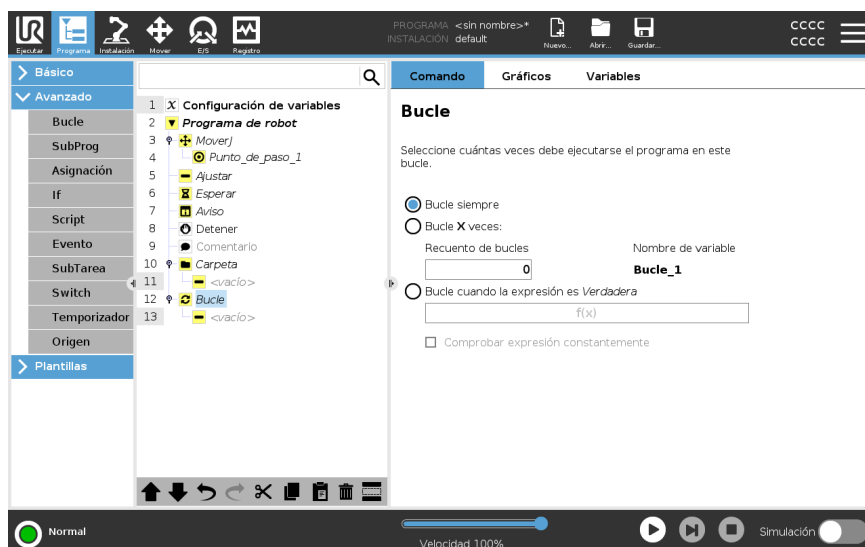 UR
PROGRAMA <sin nombre>*
INSTALACIÓN default
CCCC
CCCC
Ejecutar Programa Instalación Mover E/S Registro
Nuevo... Abrir... Guardar...
Básico
Avanzado
Bucle
SubProg
Asignación
If
Script
Evento
SubTarea
Switch
Temporizador
Origen
Plantillas
1 X Configuración de variables
2 Programa de robot
3 MoverJ
4 Punto_de_paso_1
5 Ajustar
6 Esperar
7 Aviso
8 Detener
9 Comentario
10 Carpeta
11 <vacío>
12 Bucle
13 <vacío>
Comando Gráficos Variables
Bucle
Seleccione cuántas veces debe ejecutarse el programa en este
bucle.
Bucle siempre
Bucle X veces:
Recuento de bucles Nombre de variable
0 Bucle_1
Bucle cuando la expresión es Verdadera
f(x)
Comprobar expresión constantemente
Normal
Velocidad 100%
Simulación